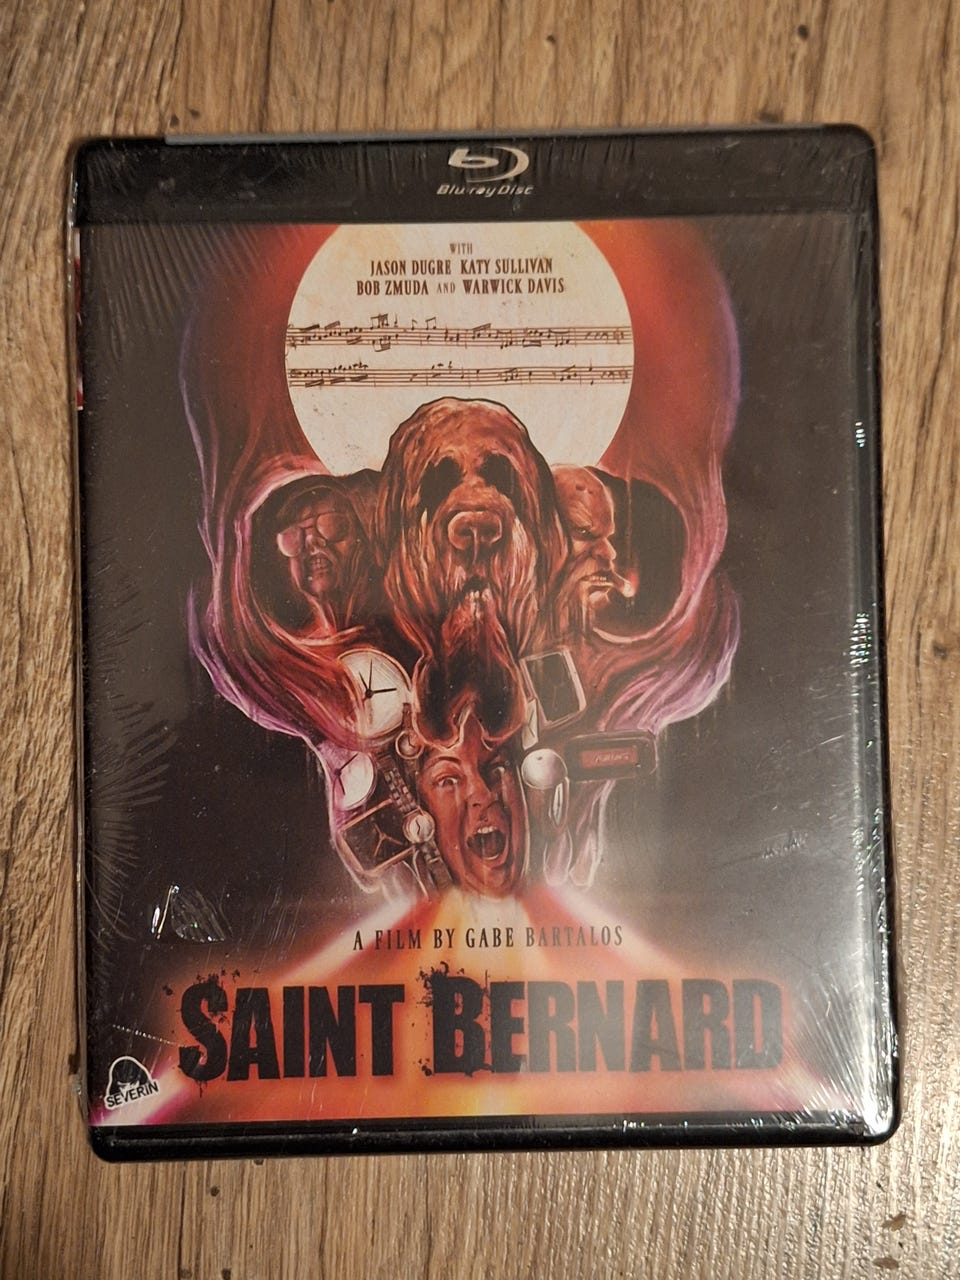 Blu-ray Disc
WITH
JASON DUGRE KATY SULLIVAN
BOB ZMUDA AND WARWICK DAVIS
A FILM BY GABE BARTALOS
SAINT BERNARD
SEVERIN